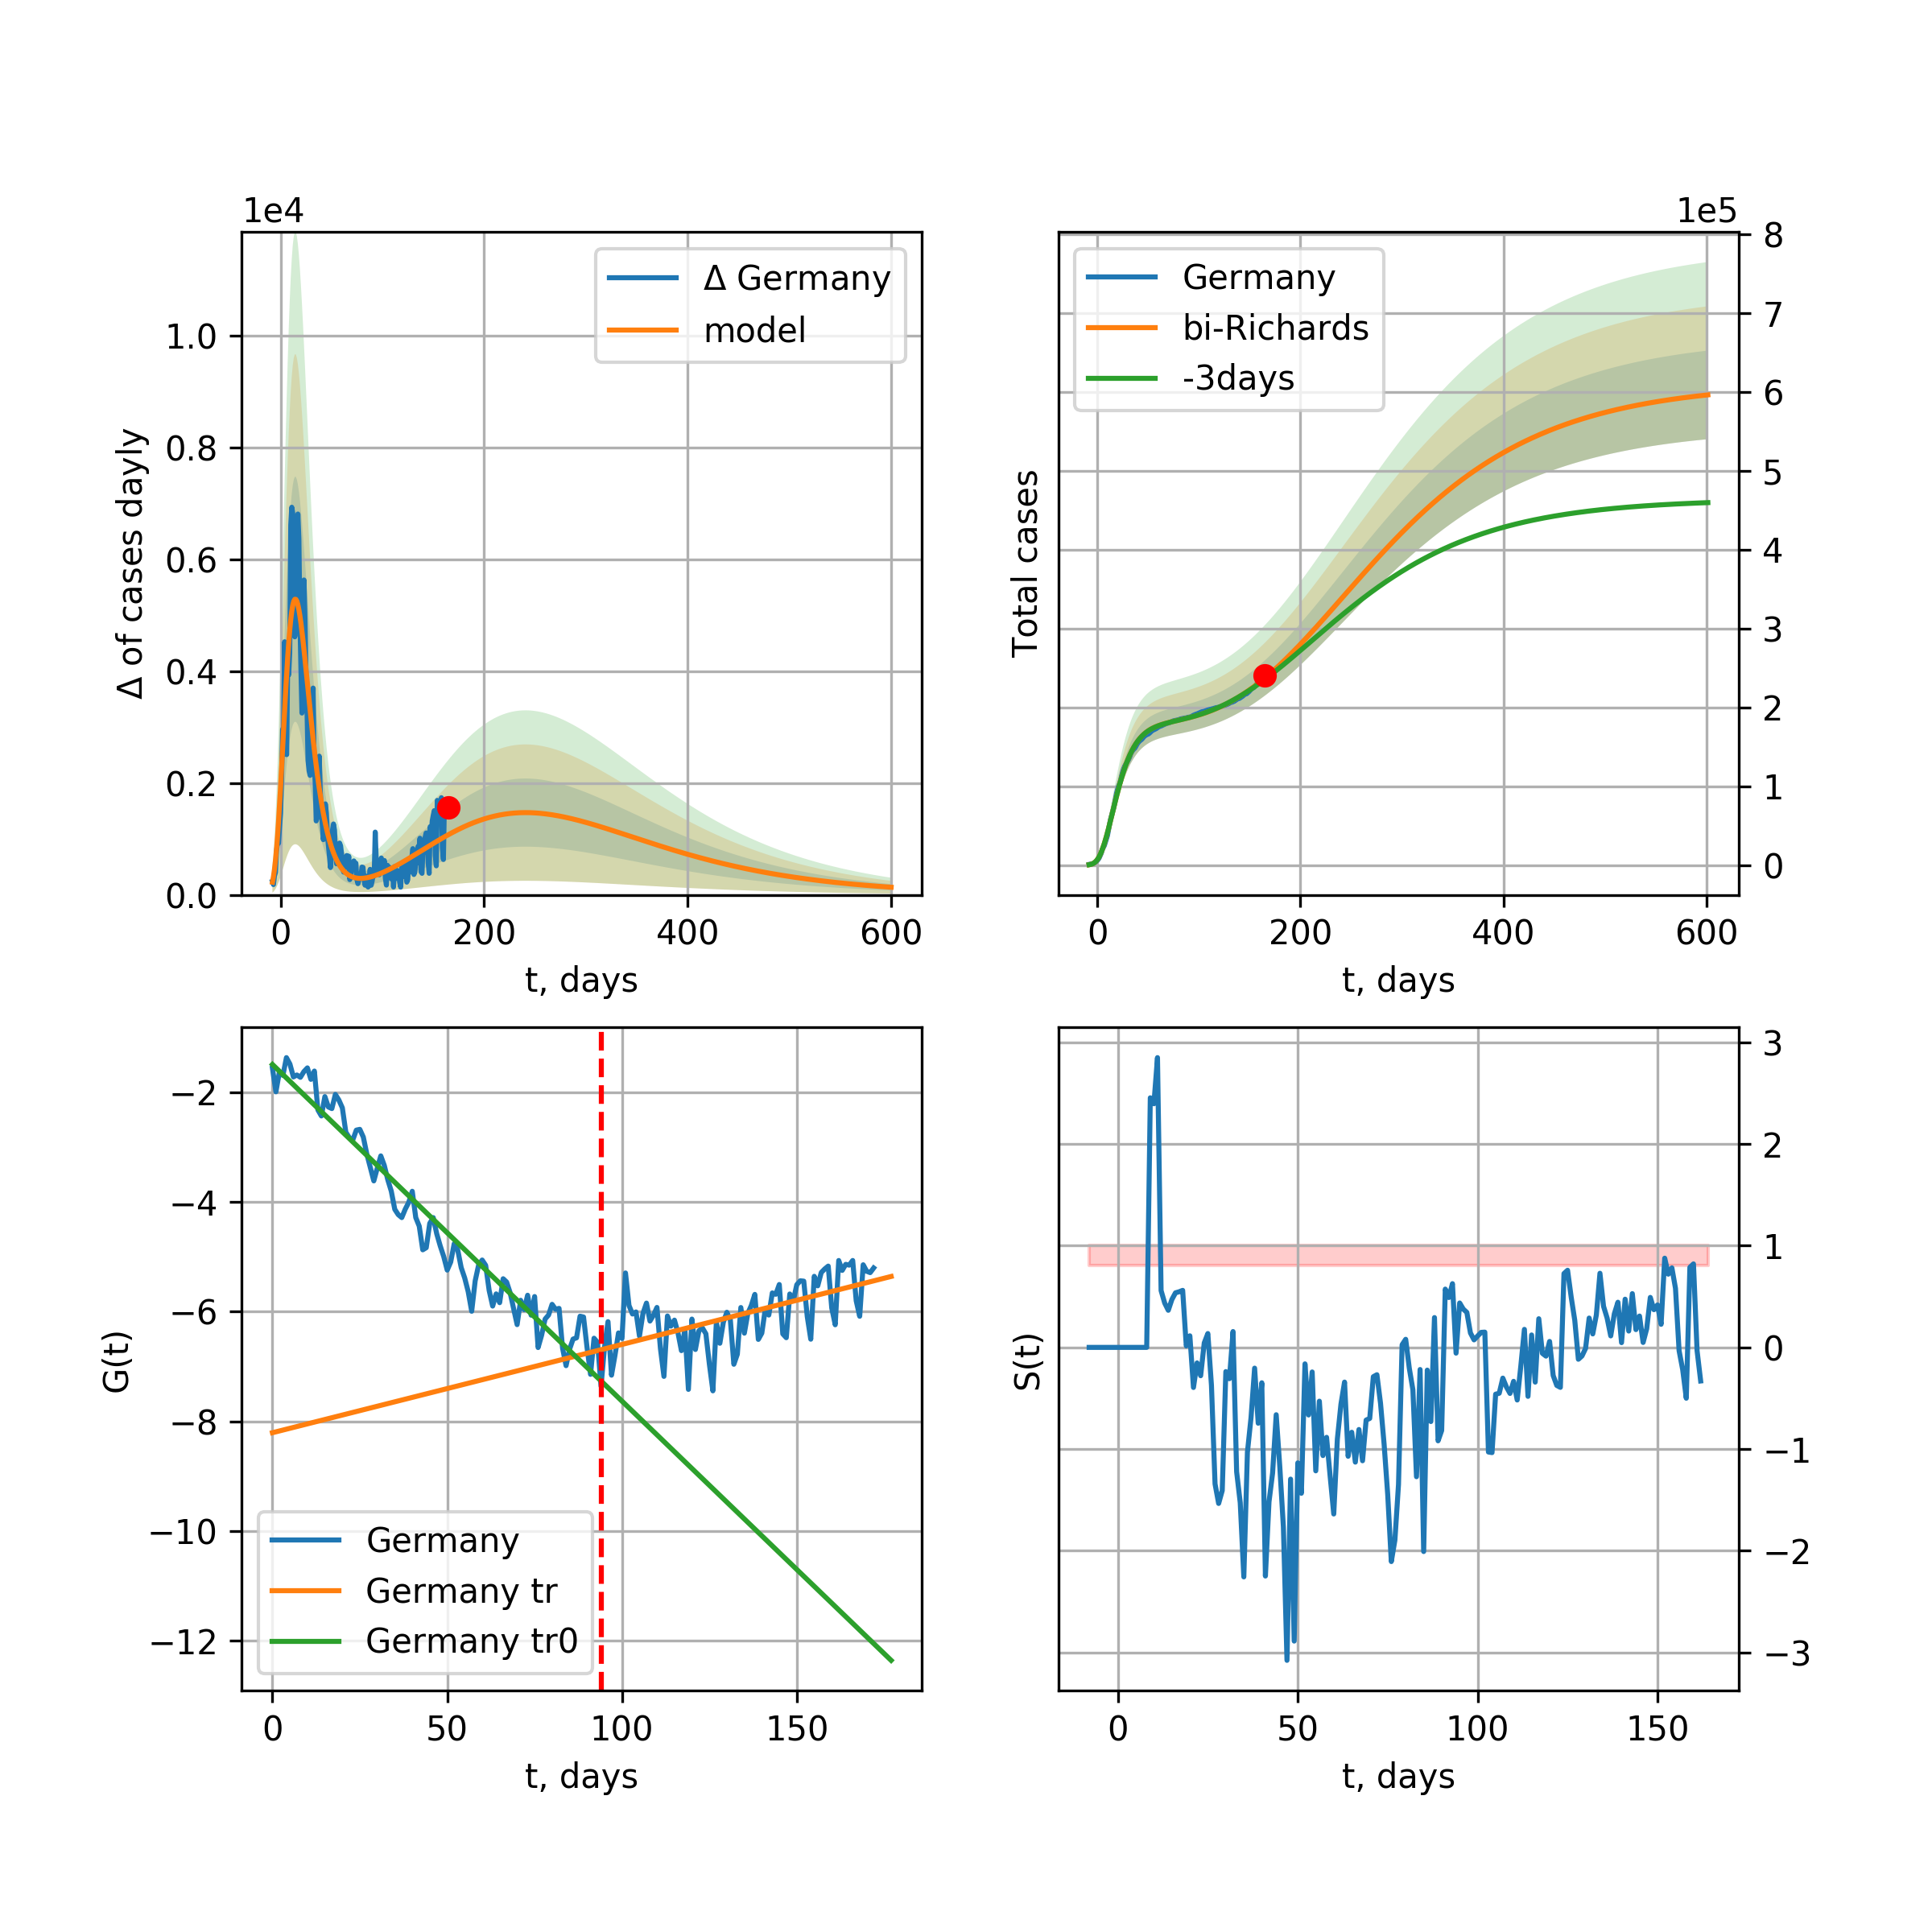 1e4
Δ Germany
model
1.0
0.8
0.6
0.4
0.2
0.0
Δ of cases dayly
0 200 400 600
t, days
1e5
Germany
bi-Richards
-3days
8
7
6
5
4
3
2
1
0
Total cases
0 200 400 600
t, days
−2
−4
−6
−8
−10
−12
G(t)
Germany
Germany tr
Germany tr0
0 50 100 150
t, days
3
2
1
0
−1
−2
−3
S(t)
0 50 100 150
t, days